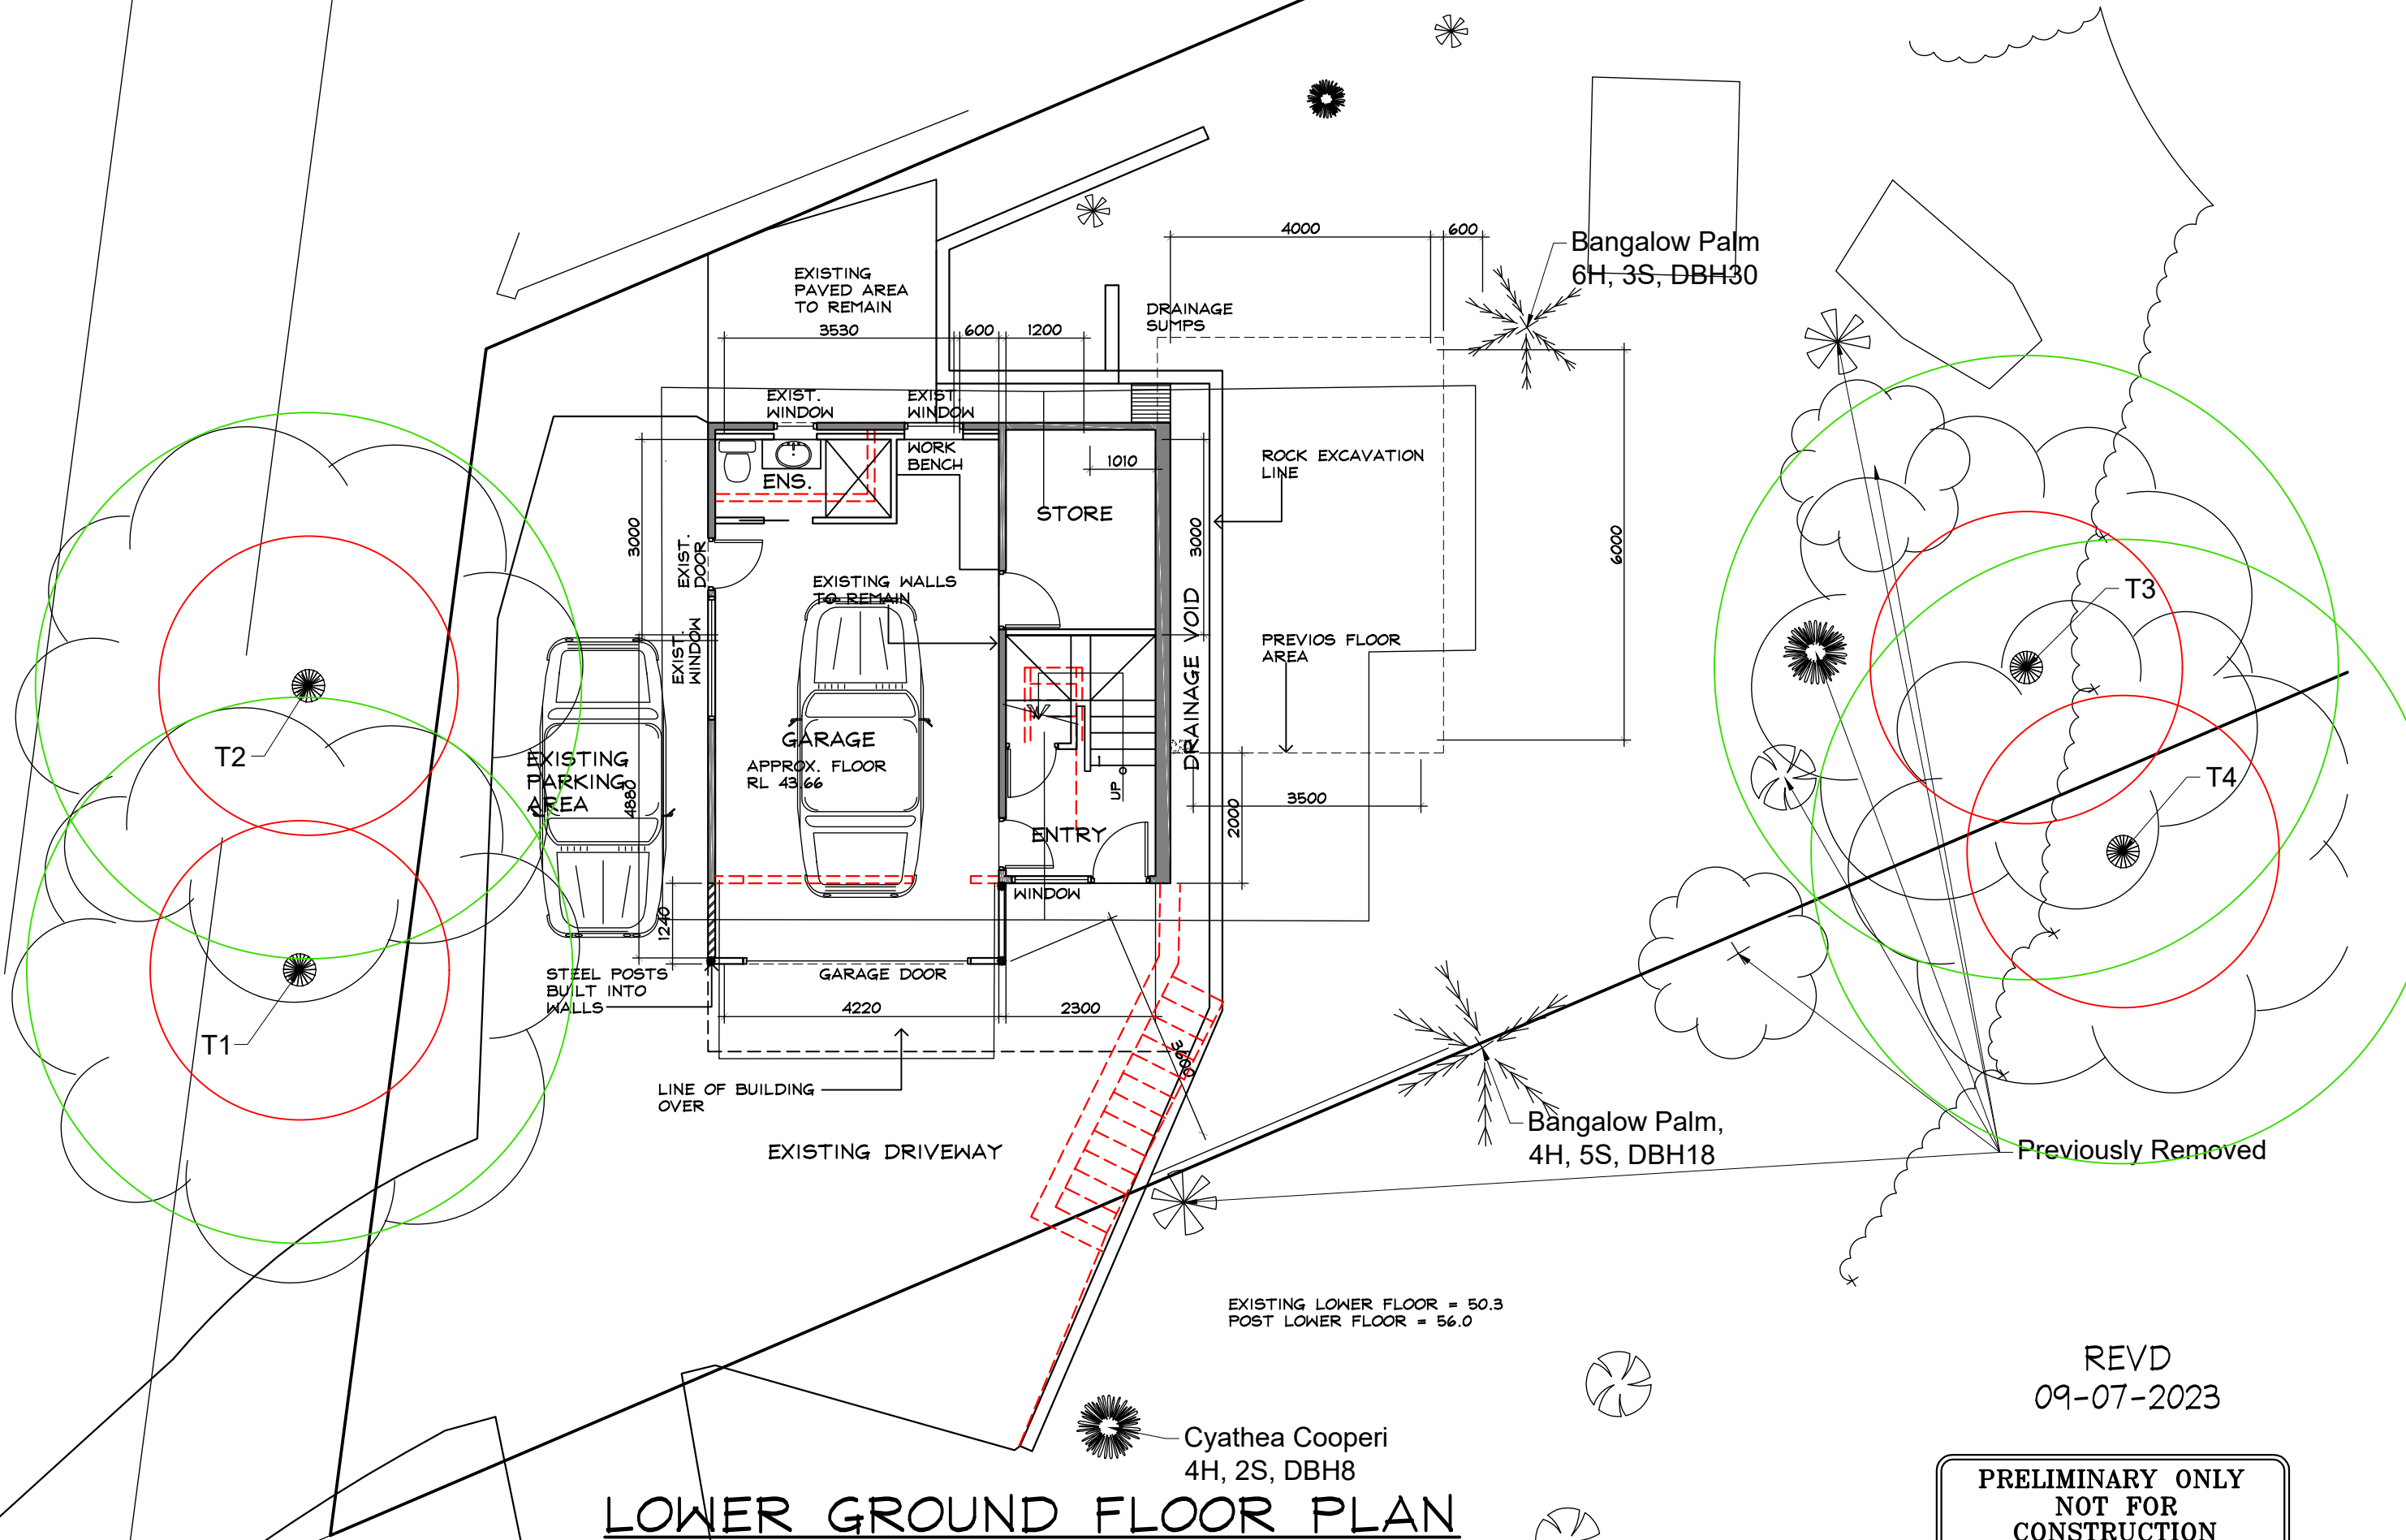 4000
600
Bangalow Palm
6H, 3S, DBH30
EXISTING
PAVED AREA
TO REMAIN
DRAINAGE
SUMPS
3530
600
1200
EXIST.
WINDOW
EXIST.
WINDOW
WORK
BENCH
ENS.
1010
STORE
ROCK EXCAVATION
LINE
3000
EXIST.
DOOR
3000
6000
EXISTING WALLS
TO REMAIN
EXIST.
WINDOW
DRAINAGE VOID
PREVIOS FLOOR
AREA
T3
T2
EXISTING
PARKING
AREA
4880
GARAGE
APPROX. FLOOR
RL 43.66
UP
3500
2000
T4
ENTRY
WINDOW
1240
STEEL POSTS
BUILT INTO
WALLS
GARAGE DOOR
4220
2300
3600
T1
LINE OF BUILDING
OVER
EXISTING DRIVEWAY
Bangalow Palm,
4H, 5S, DBH18
Previously Removed
EXISTING LOWER FLOOR = 50.3
POST LOWER FLOOR = 56.0
REVD
09-07-2023
Cyathea Cooperi
4H, 2S, DBH8
LOWER GROUND FLOOR PLAN
PRELIMINARY ONLY
NOT FOR
CONSTRUCTION